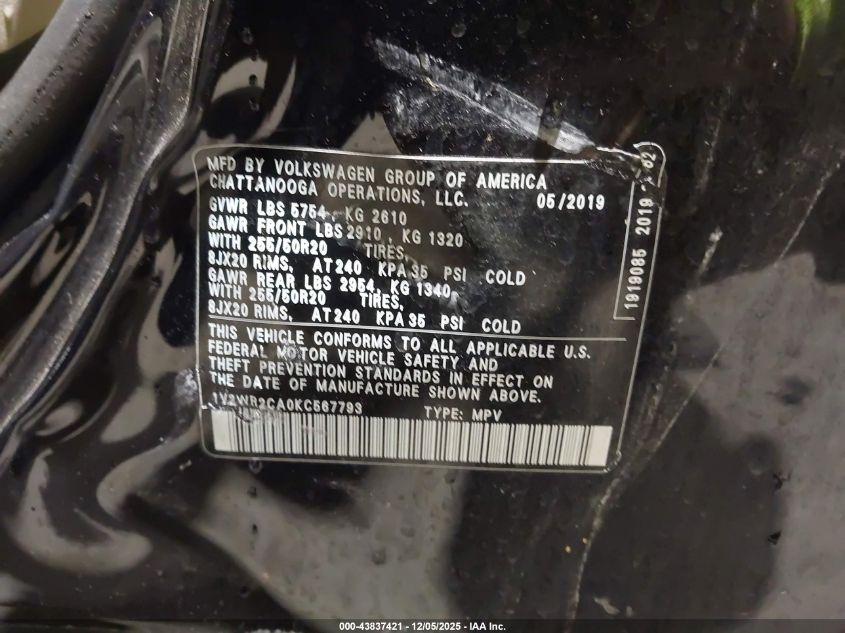 MFD BY VOLKSWAGEN GROUP OF AMERICA
CHATTANOOGA OPERATIONS, LLC. 05/2019
GVWR LBS 5754, KG 2610
GAWR FRONT LBS 2910, KG 1320
WITH 255/50R20 TIRES,
8JX20 RIMS, AT 240 KPA 35 PSI COLD
GAWR REAR LBS 2954, KG 1340,
WITH 255/50R20 TIRES,
8JX20 RIMS, AT 240 KPA 35 PSI COLD
THIS VEHICLE CONFORMS TO ALL APPLICABLE U.S.
FEDERAL MOTOR VEHICLE SAFETY AND
THEFT PREVENTION STANDARDS IN EFFECT ON
THE DATE OF MANUFACTURE SHOWN ABOVE.
1V2WR2CA0KC567793 TYPE: MPV
1919085 2019
000-43837421 - 12/05/2025 - IAA Inc.